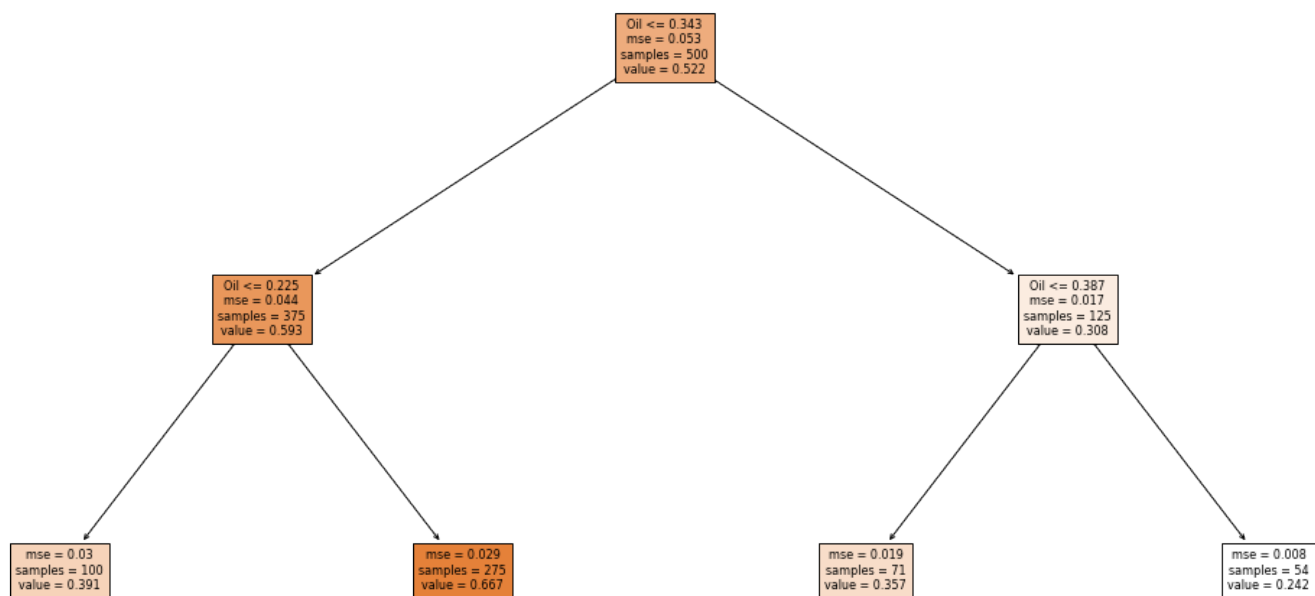 Oil <= 0.343
mse = 0.053
samples = 500
value = 0.522
Oil <= 0.225
mse = 0.044
samples = 375
value = 0.593
Oil <= 0.387
mse = 0.017
samples = 125
value = 0.308
mse = 0.03
samples = 100
value = 0.391
mse = 0.029
samples = 275
value = 0.667
mse = 0.019
samples = 71
value = 0.357
mse = 0.008
samples = 54
value = 0.242